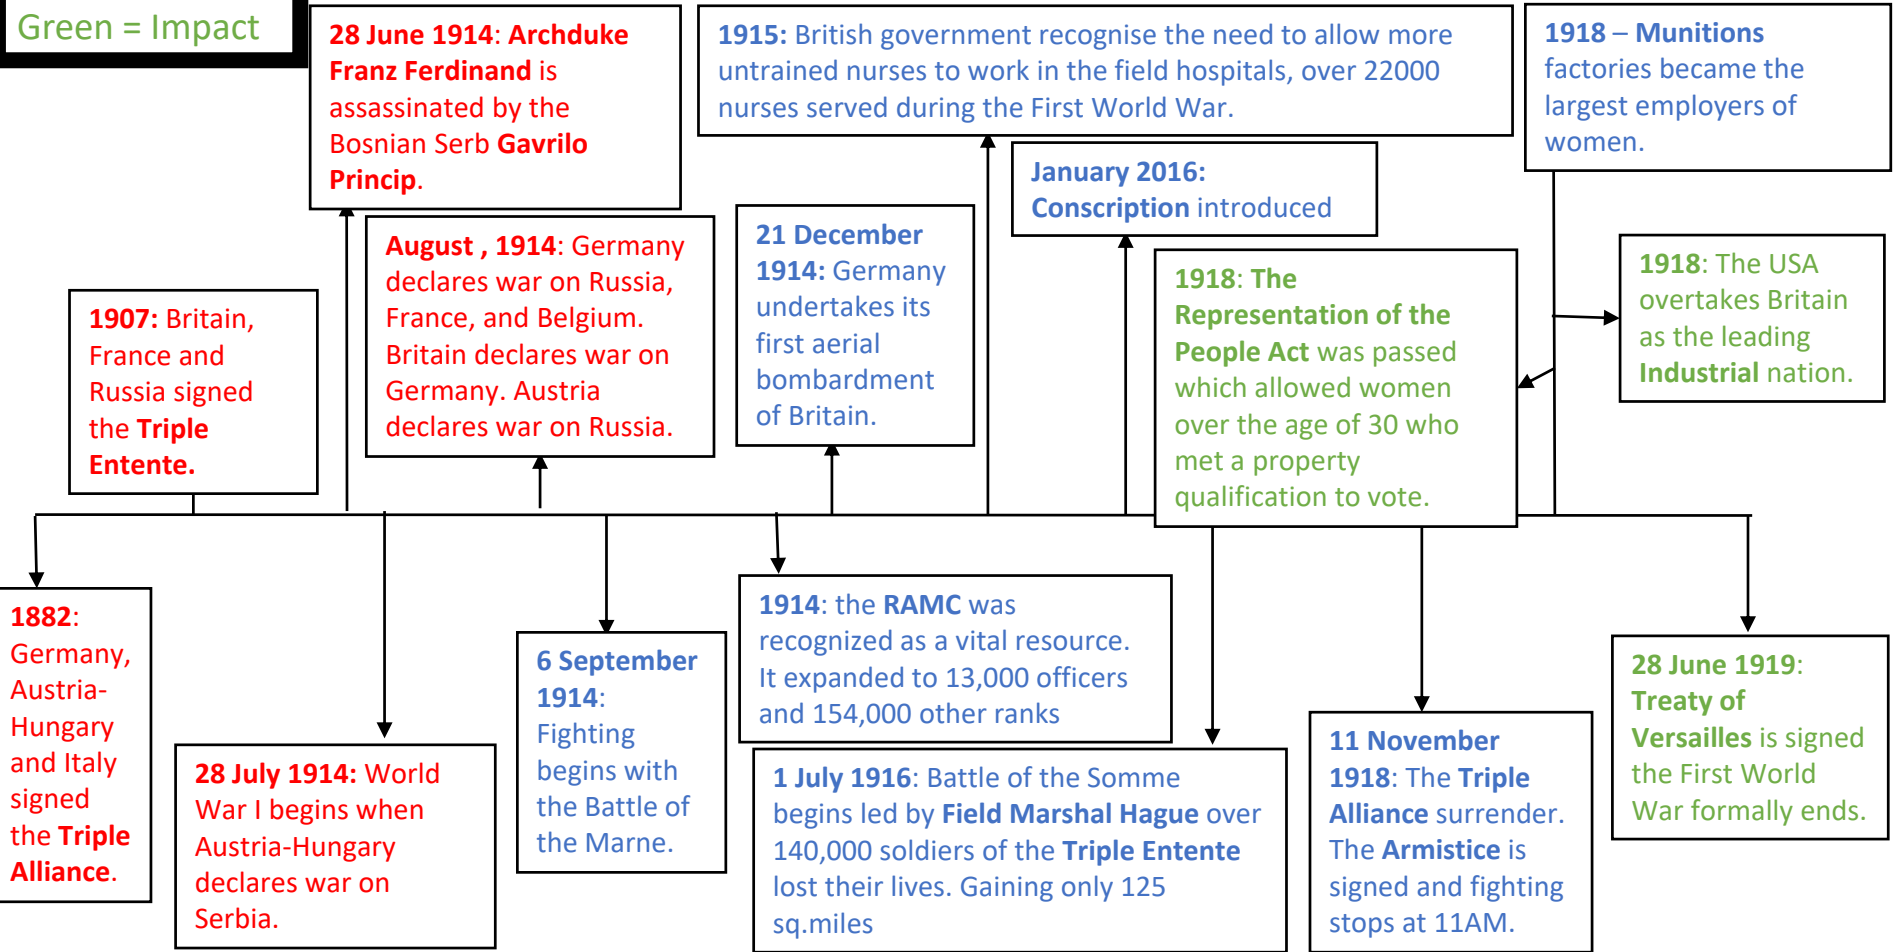 Green = Impact
28 June 1914: Archduke
Franz Ferdinand is
assassinated by the
Bosnian Serb Gavrilo
Princip.
1915: British government recognise the need to allow more
untrained nurses to work in the field hospitals, over 22000
nurses served during the First World War.
1918 – Munitions
factories became the
largest employers of
women.
January 2016:
Conscription introduced
August , 1914: Germany
declares war on Russia,
France, and Belgium.
Britain declares war on
Germany. Austria
declares war on Russia.
21 December
1914: Germany
undertakes its
first aerial
bombardment
of Britain.
1918: The
Representation of the
People Act was passed
which allowed women
over the age of 30 who
met a property
qualification to vote.
1918: The USA
overtakes Britain
as the leading
Industrial nation.
1907: Britain,
France and
Russia signed
the Triple
Entente.
1882:
Germany,
Austria-
Hungary
and Italy
signed
the Triple
Alliance.
28 July 1914: World
War I begins when
Austria-Hungary
declares war on
Serbia.
6 September
1914:
Fighting
begins with
the Battle of
the Marne.
1914: the RAMC was
recognized as a vital resource.
It expanded to 13,000 officers
and 154,000 other ranks
1 July 1916: Battle of the Somme
begins led by Field Marshal Hague over
140,000 soldiers of the Triple Entente
lost their lives. Gaining only 125
sq.miles
11 November
1918: The Triple
Alliance surrender.
The Armistice is
signed and fighting
stops at 11AM.
28 June 1919:
Treaty of
Versailles is signed
the First World
War formally ends.